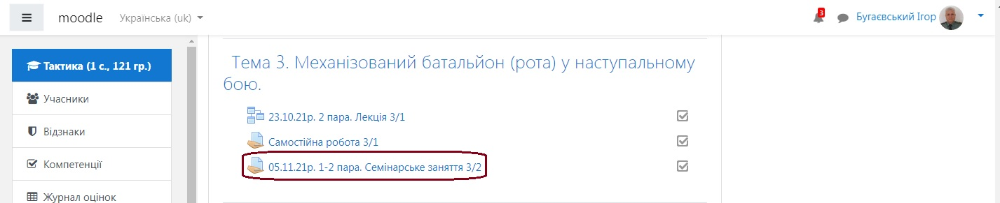 moodle
Українська (uk)
3
Бугаєвський Ігор
Тактика (1 с., 121 гр.)
Учасники
Відзнаки
Компетенції
Журнал оцінок
Тема 3. Механізований батальйон (рота) у наступальному
бою.
23.10.21р. 2 пара. Лекція 3/1
Самостійна робота 3/1
05.11.21р. 1-2 пара. Семінарське заняття 3/2